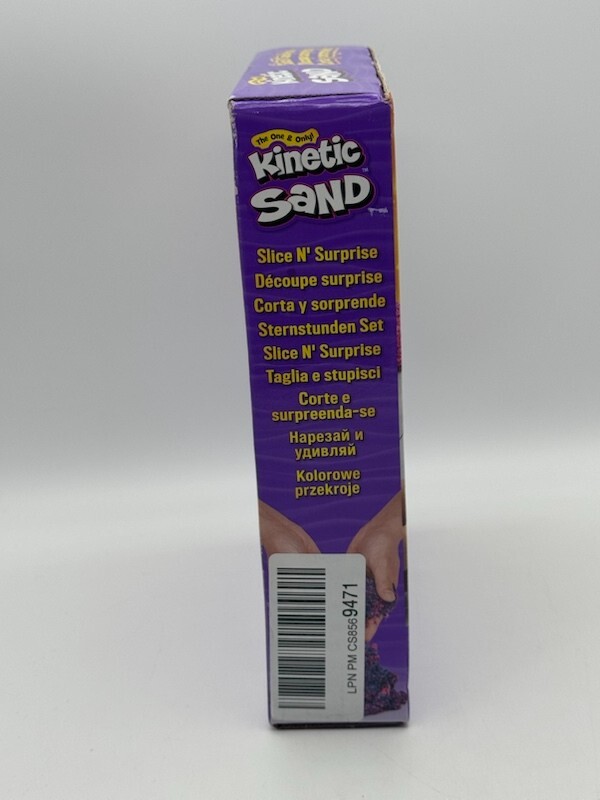 The One & Only!
Kinetic
SAND
Slice N' Surprise
Découpe surprise
Corta y sorprende
Sternstunden Set
Slice N' Surprise
Taglia e stupisci
Corte e
surpreenda-se
Нарезай и
удивляй
Kolorowe
przekroje
LPN PM CS8569471